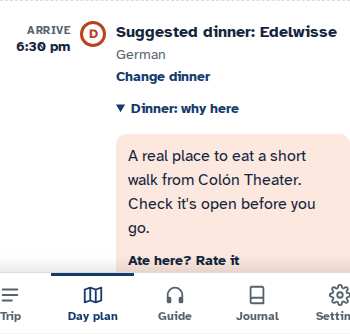 ARRIVE
6:30 pm
D
Suggested dinner: Edelwisse
German
Change dinner
▼ Dinner: why here
A real place to eat a short
walk from Colón Theater.
Check it's open before you
go.
Ate here? Rate it
Trip
Day plan
Guide
Journal
Settin